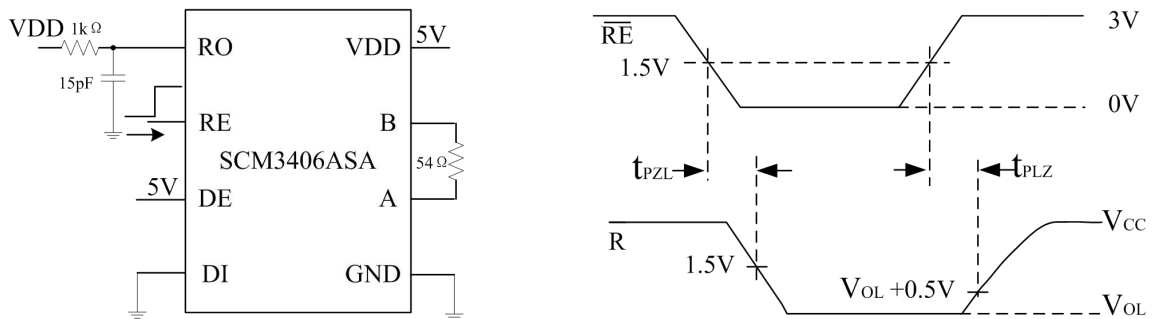 VDD 1kΩ
15pF
RO
RE
DE
DI
5V
SCM3406ASA
VDD
B
A
GND
5V
54Ω
RE
3V
1.5V
0V
tPZL
tPLZ
R
VCC
1.5V
VOL +0.5V
VOL